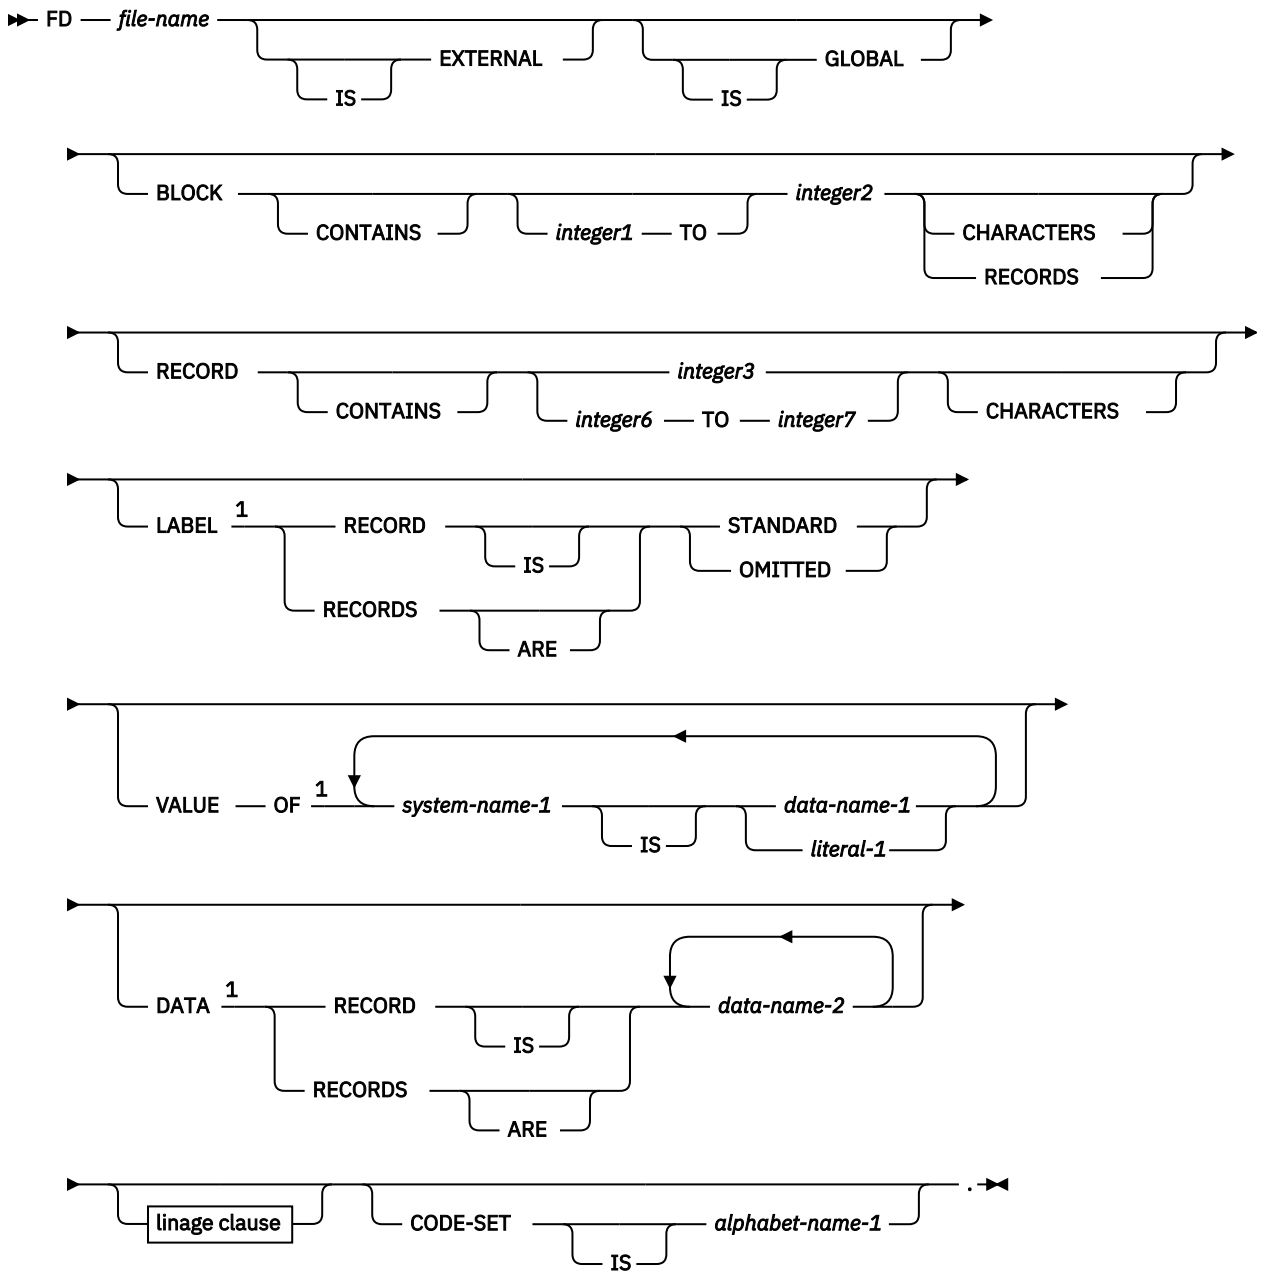 FD file-name
EXTERNAL GLOBAL
IS IS
BLOCK integer2
CONTAINS integer1 TO CHARACTERS
RECORDS
RECORD integer3
CONTAINS integer6 TO integer7 CHARACTERS
LABEL 1 RECORD STANDARD
IS OMITTED
RECORDS
ARE
VALUE OF 1 system-name-1 data-name-1
IS literal-1
DATA 1 RECORD data-name-2
IS
RECORDS
ARE
.
linage clause CODE-SET alphabet-name-1
IS